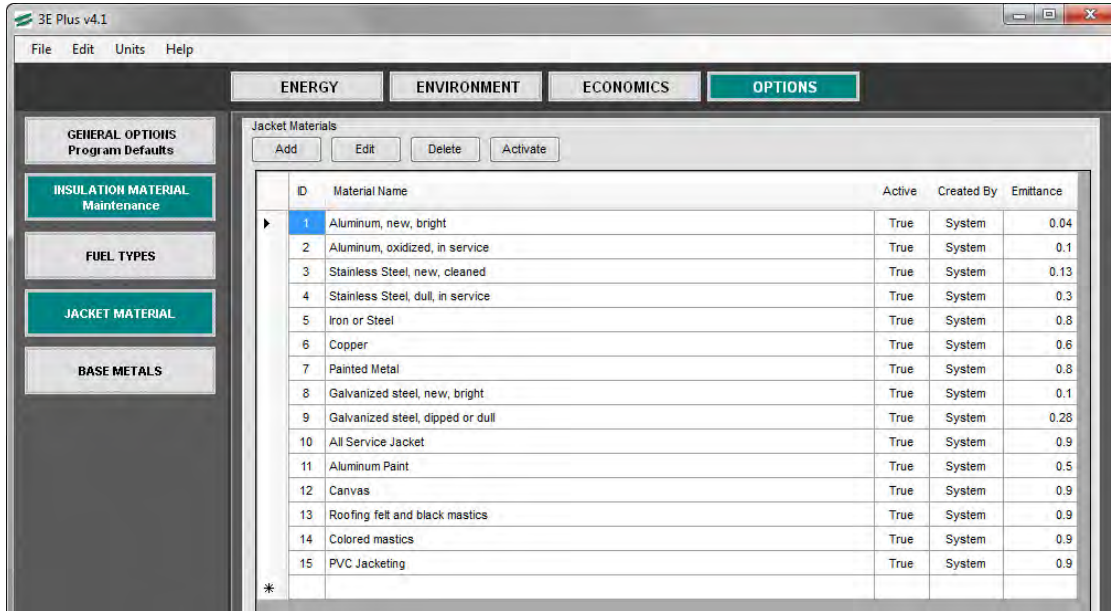 3E Plus v4.1
File Edit Units Help
ENERGY ENVIRONMENT ECONOMICS OPTIONS
GENERAL OPTIONS
Program Defaults
INSULATION MATERIAL
Maintenance
FUEL TYPES
JACKET MATERIAL
BASE METALS
Jacket Materials
Add Edit Delete Activate
ID Material Name Active Created By Emittance
1 Aluminum, new, bright True System 0.04
2 Aluminum, oxidized, in service True System 0.1
3 Stainless Steel, new, cleaned True System 0.13
4 Stainless Steel, dull, in service True System 0.3
5 Iron or Steel True System 0.8
6 Copper True System 0.6
7 Painted Metal True System 0.8
8 Galvanized steel, new, bright True System 0.1
9 Galvanized steel, dipped or dull True System 0.28
10 All Service Jacket True System 0.9
11 Aluminum Paint True System 0.5
12 Canvas True System 0.9
13 Roofing felt and black mastics True System 0.9
14 Colored mastics True System 0.9
15 PVC Jacketing True System 0.9